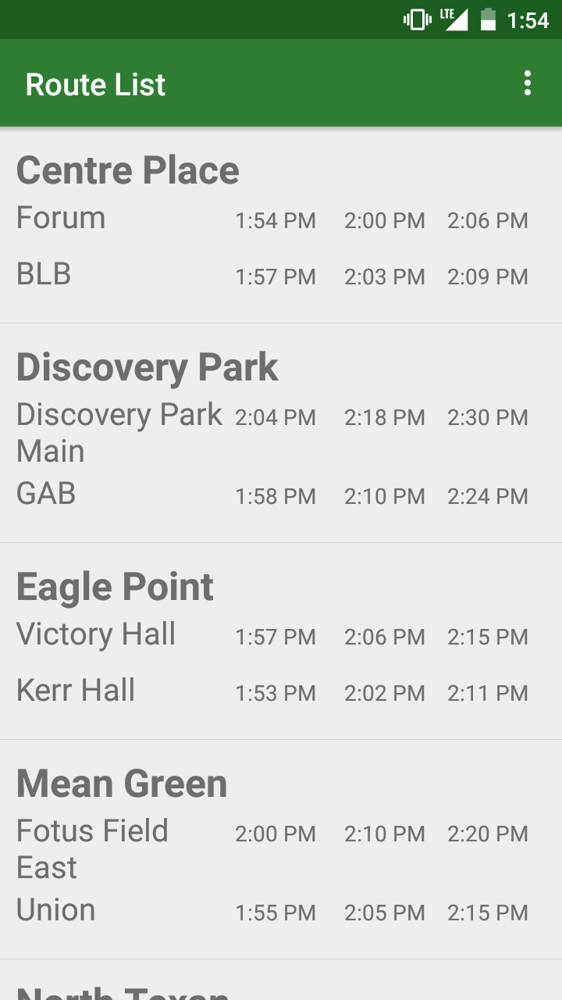 LTE 1:54
Route List
Centre Place
Forum 1:54 PM 2:00 PM 2:06 PM
BLB 1:57 PM 2:03 PM 2:09 PM
Discovery Park
Discovery Park 2:04 PM 2:18 PM 2:30 PM
Main
GAB 1:58 PM 2:10 PM 2:24 PM
Eagle Point
Victory Hall 1:57 PM 2:06 PM 2:15 PM
Kerr Hall 1:53 PM 2:02 PM 2:11 PM
Mean Green
Fotus Field 2:00 PM 2:10 PM 2:20 PM
East
Union 1:55 PM 2:05 PM 2:15 PM
North Texan